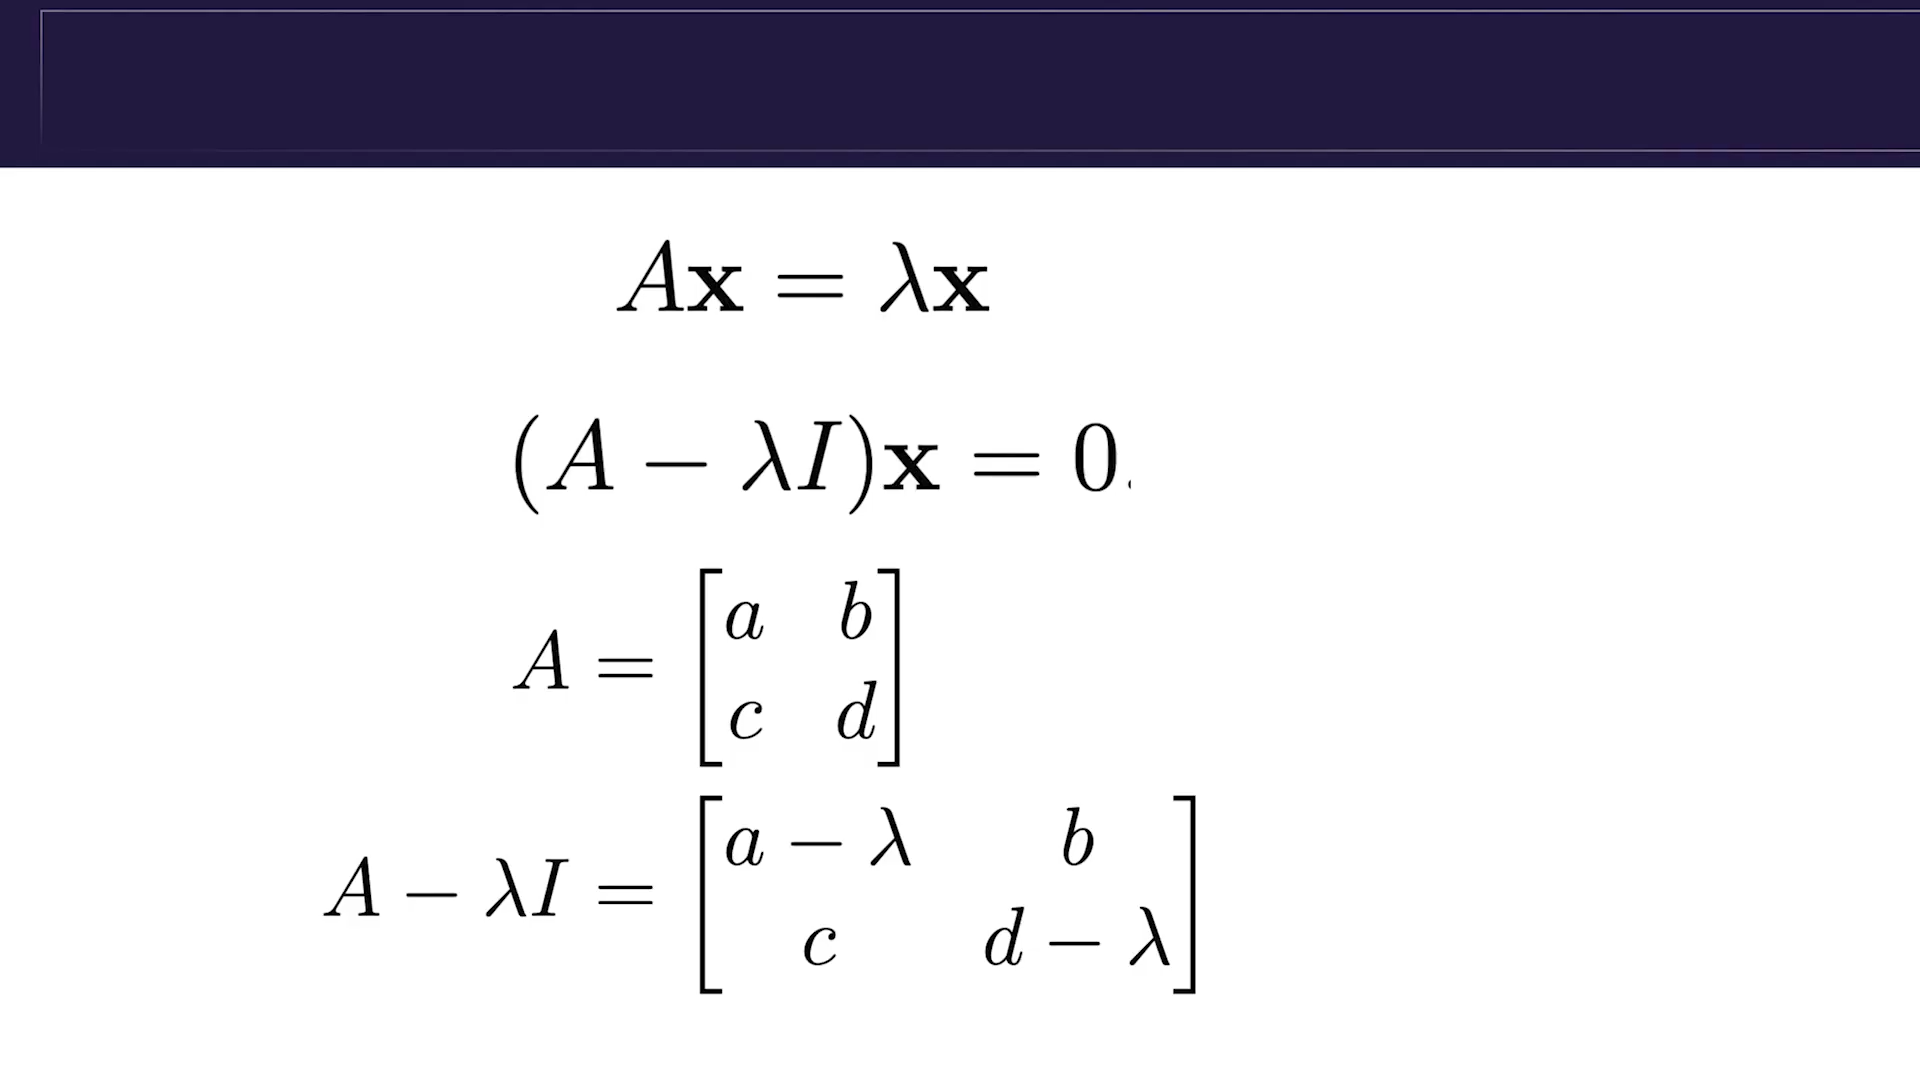 Ax = λx
(A − λI)x = 0.
A = [a b
c d]
A − λI = [a − λ b
c d − λ]